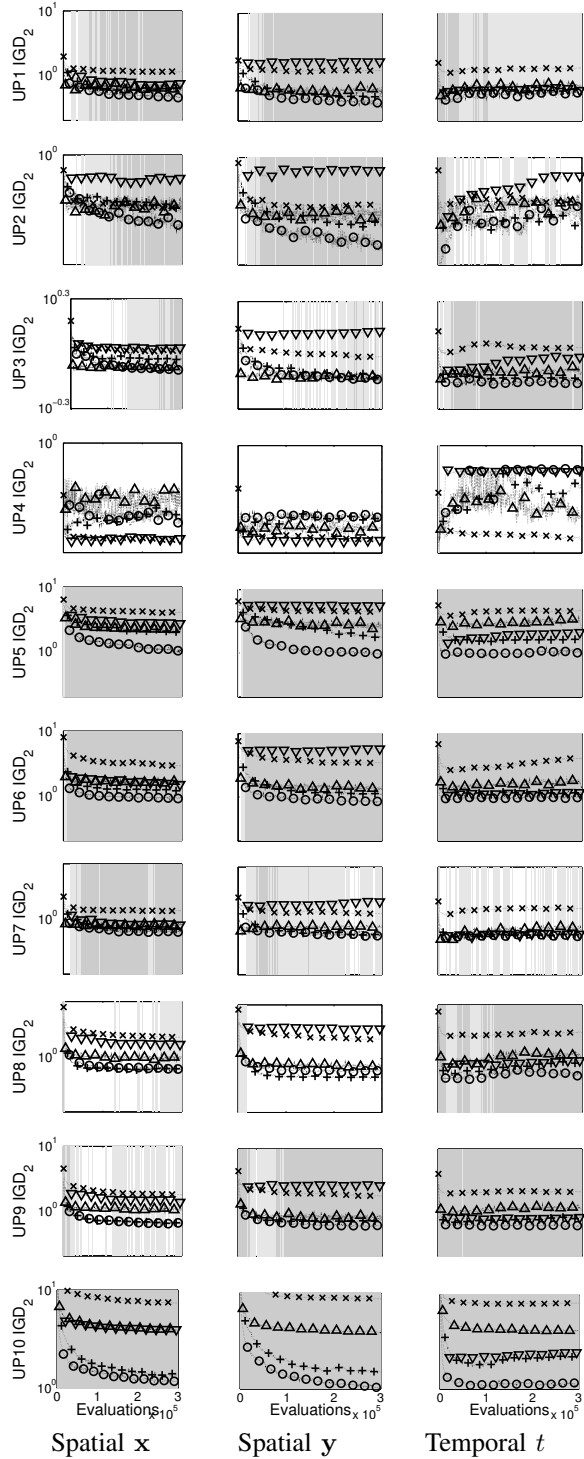 10^1
UP1 IGD_2
10^0
10^0
UP2 IGD_2
10^0.3
UP3 IGD_2
10^-0.3
10^0
UP4 IGD_2
10^1
UP5 IGD_2
10^0
10^1
UP6 IGD_2
10^0
UP7 IGD_2
10^0
UP8 IGD_2
10^0
10^1
UP9 IGD_2
10^0
10^1
UP10 IGD_2
10^0
0 1 2 3 0 1 2 3 0 1 2 3
Evaluations x 10^5 Evaluations x 10^5 Evaluations x 10^5
Spatial x Spatial y Temporal t